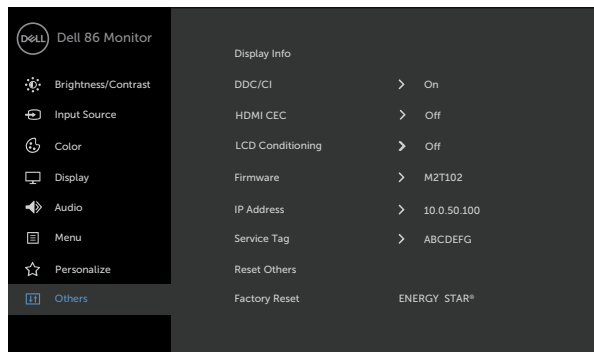 DELL
Dell 86 Monitor
Brightness/Contrast
Input Source
Color
Display
Audio
Menu
Personalize
Others
Display Info
DDC/CI > On
HDMI CEC > Off
LCD Conditioning > Off
Firmware > M2T102
IP Address > 10.0.50.100
Service Tag > ABCDEFG
Reset Others
Factory Reset ENERGY STAR®